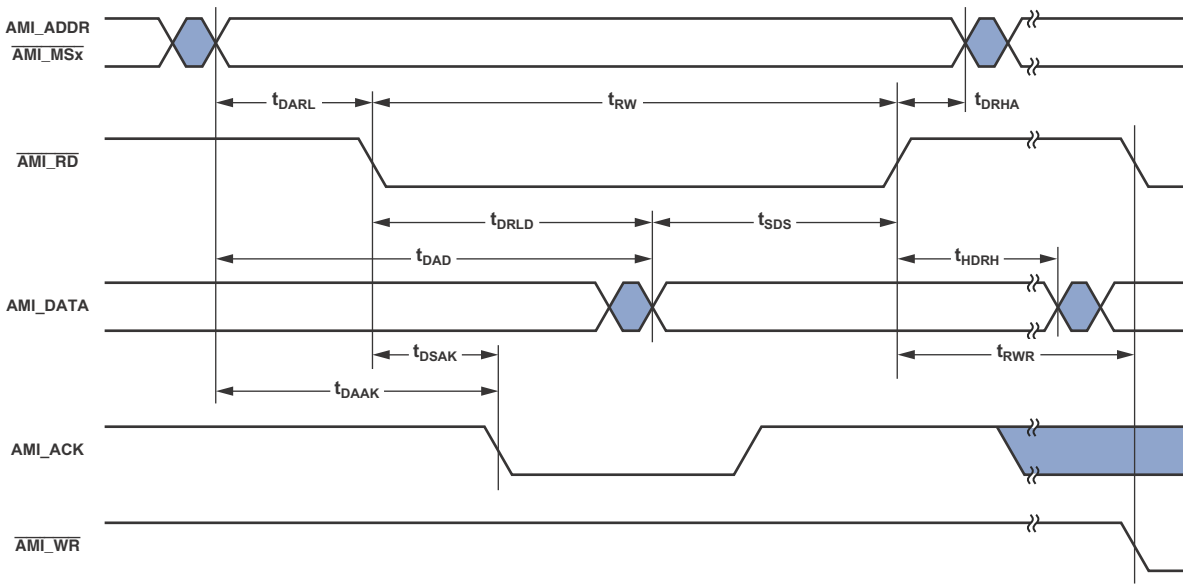 AMI_ADDR
AMI_MSx
tDARL
tRW
tDRHA
AMI_RD
tDRLD
tSDS
tDAD
tHDRH
AMI_DATA
tDSAK
tRWR
tDAAK
AMI_ACK
AMI_WR